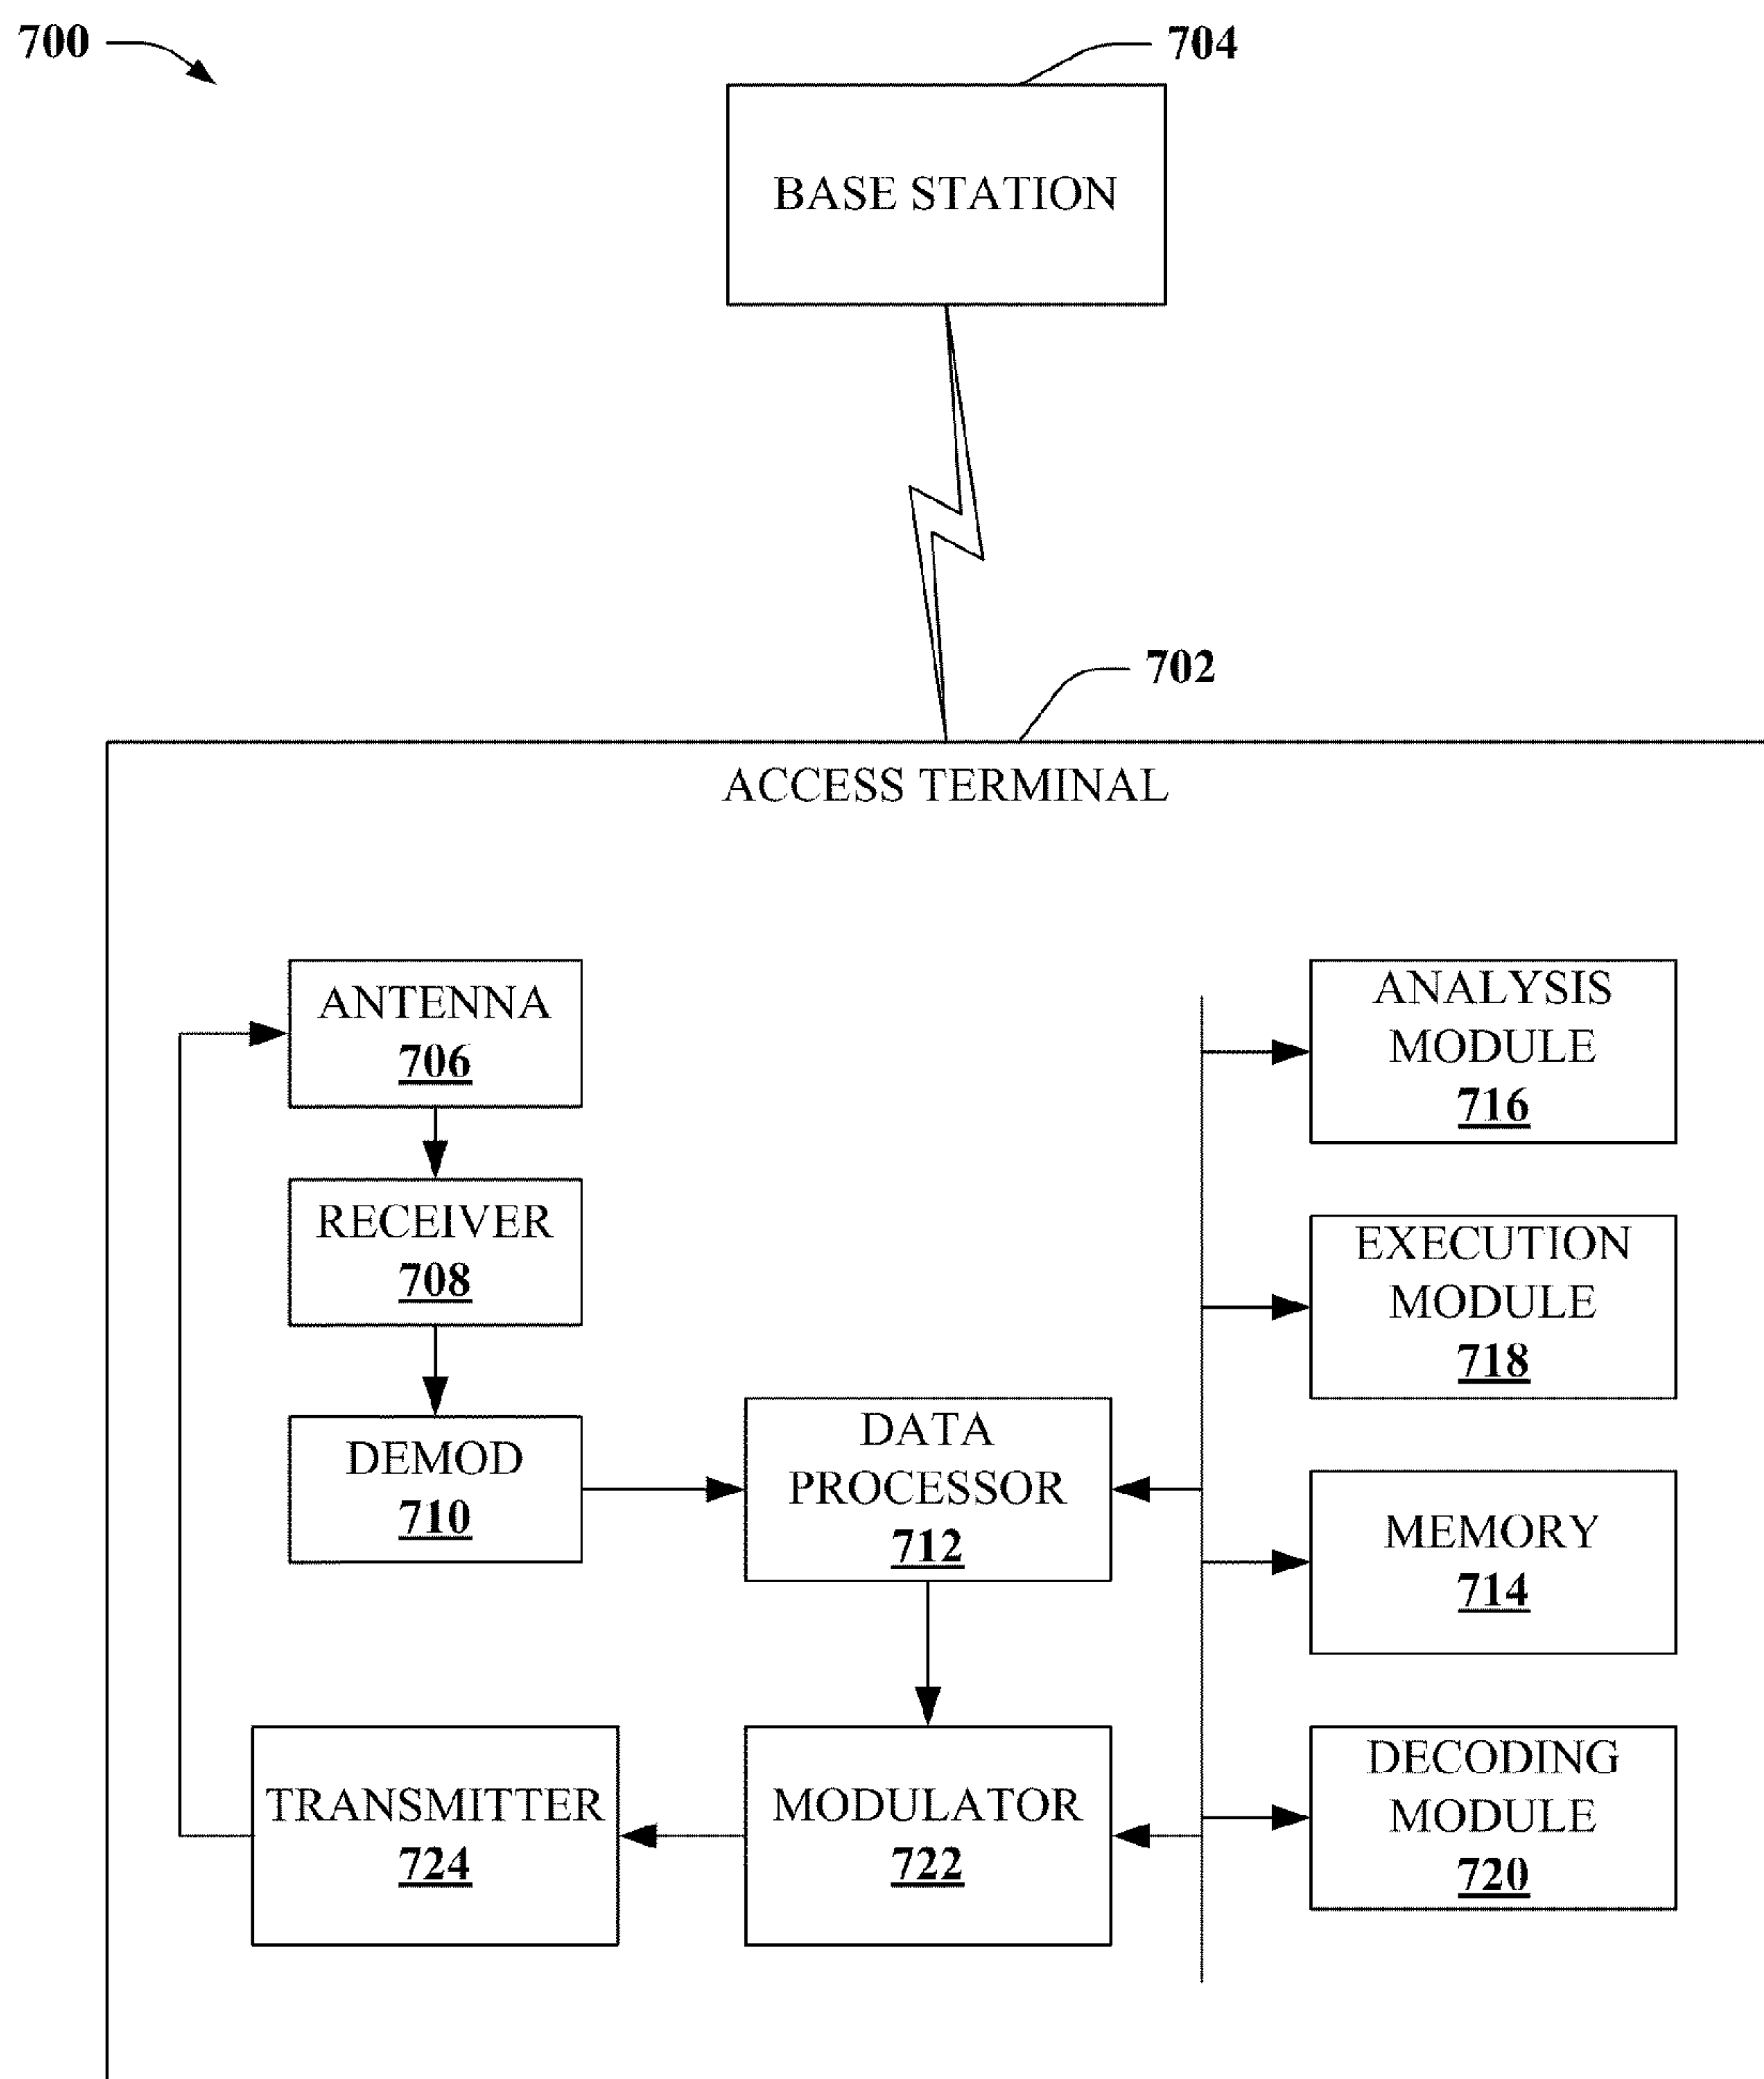 700
704
BASE STATION
702
ACCESS TERMINAL
ANTENNA
706
RECEIVER
708
DEMOD
710
DATA
PROCESSOR
712
TRANSMITTER
724
MODULATOR
722
ANALYSIS
MODULE
716
EXECUTION
MODULE
718
MEMORY
714
DECODING
MODULE
720